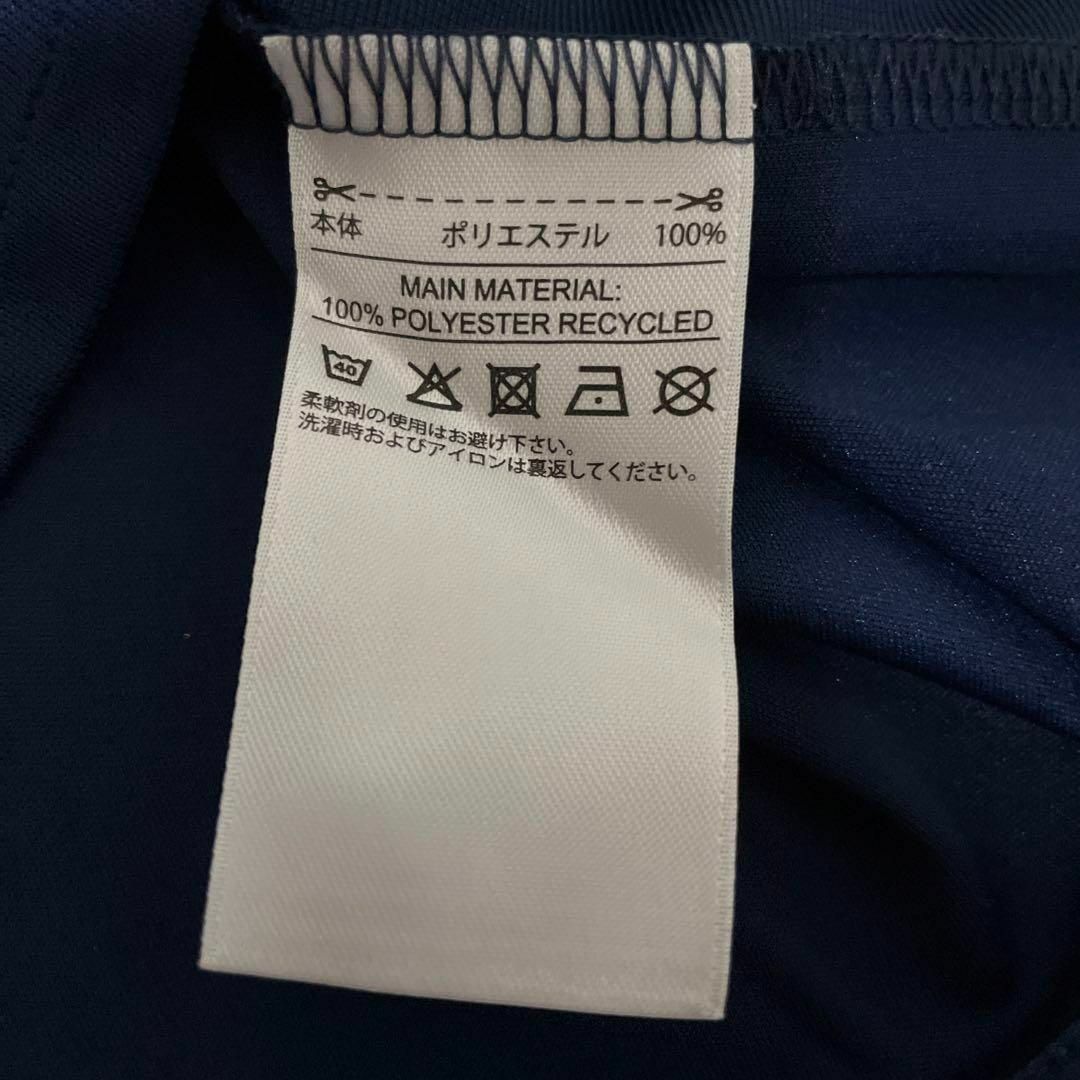 本体 ポリエステル 100%
MAIN MATERIAL:
100% POLYESTER RECYCLED
40
柔軟剤の使用はお避け下さい。
洗濯時およびアイロンは裏返してください。